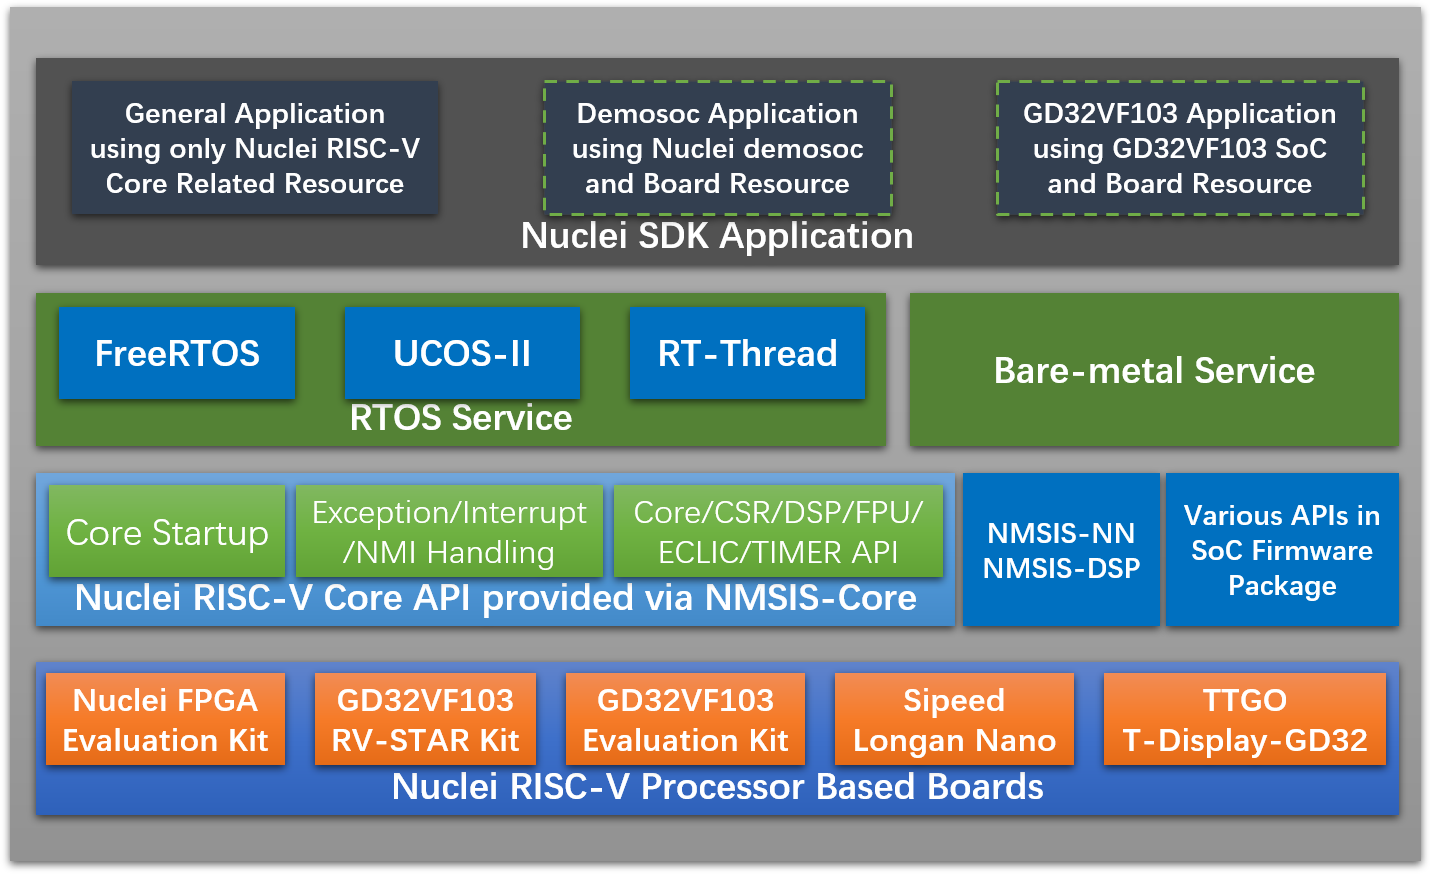 General Application
using only Nuclei RISC-V
Core Related Resource
Demosoc Application
using Nuclei demosoc
and Board Resource
GD32VF103 Application
using GD32VF103 SoC
and Board Resource
Nuclei SDK Application
FreeRTOS
UCOS-II
RT-Thread
RTOS Service
Bare-metal Service
Core Startup
Exception/Interrupt
/NMI Handling
Core/CSR/DSP/FPU/
ECLIC/TIMER API
Nuclei RISC-V Core API provided via NMSIS-Core
NMSIS-NN
NMSIS-DSP
Various APIs in
SoC Firmware
Package
Nuclei FPGA
Evaluation Kit
GD32VF103
RV-STAR Kit
GD32VF103
Evaluation Kit
Sipeed
Longan Nano
TTGO
T-Display-GD32
Nuclei RISC-V Processor Based Boards